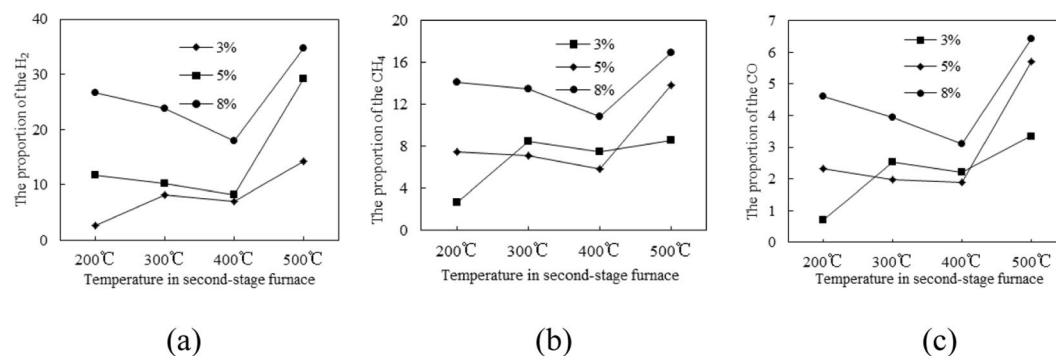 The proportion of the H2
40
30
20
10
0
3%
5%
8%
200℃ 300℃ 400℃ 500℃
Temperature in second-stage furnace
(a)
The proportion of the CH4
20
16
12
8
4
0
3%
5%
8%
200℃ 300℃ 400℃ 500℃
Temperature in second-stage furnace
(b)
The proportion of the CO
7
6
5
4
3
2
1
0
3%
5%
8%
200℃ 300℃ 400℃ 500℃
Temperature in second-stage furnace
(c)